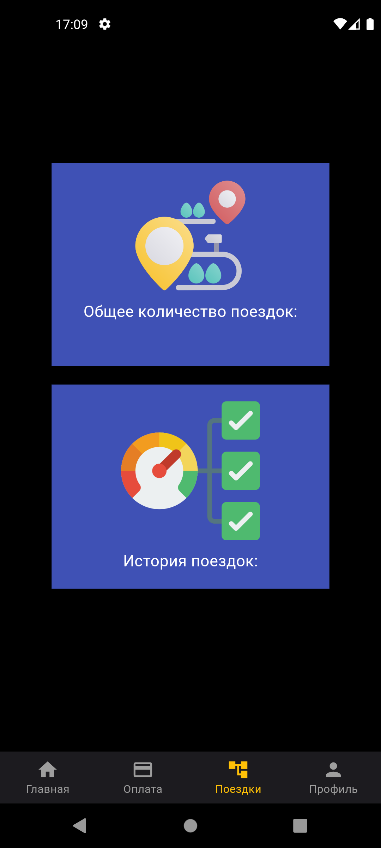 17:09
Общее количество поездок:
История поездок:
Главная
Оплата
Поездки
Профиль